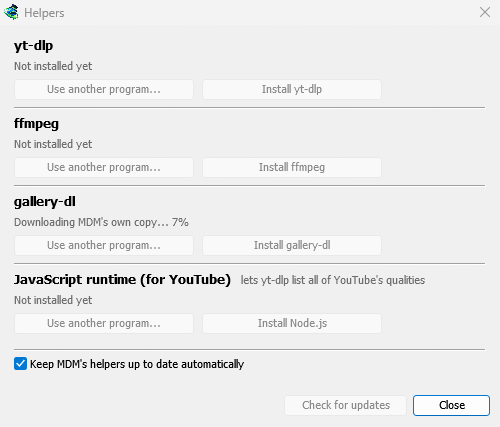 Helpers
yt-dlp
Not installed yet
Use another program... Install yt-dlp
ffmpeg
Not installed yet
Use another program... Install ffmpeg
gallery-dl
Downloading MDM's own copy... 7%
Use another program... Install gallery-dl
JavaScript runtime (for YouTube) lets yt-dlp list all of YouTube's qualities
Not installed yet
Use another program... Install Node.js
Keep MDM's helpers up to date automatically
Check for updates Close